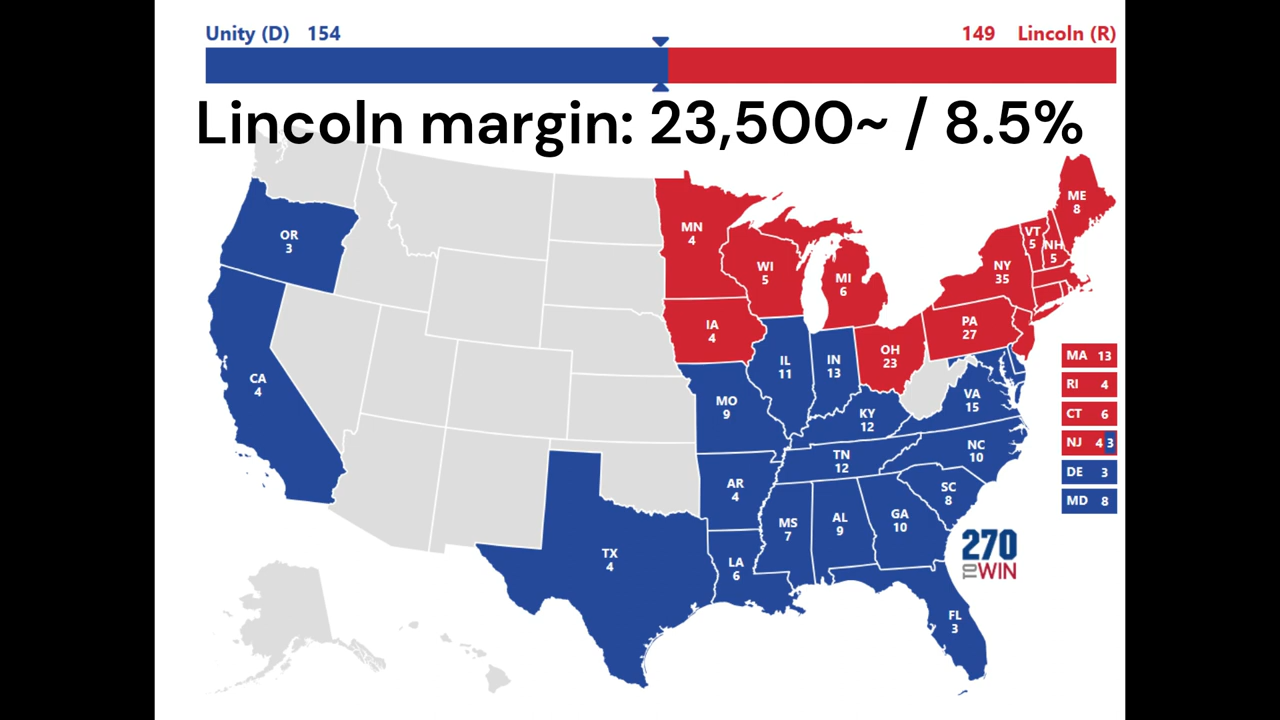 Unity (D) 154
149 Lincoln (R)
Lincoln margin: 23,500~ / 8.5%
ME
8
OR
3
MN
4
VT
5
NH
5
WI
5
MI
6
NY
35
IA
4
PA
27
OH
23
MA 13
IL
11
IN
13
RI 4
CA
4
MO
9
VA
15
CT 6
KY
12
NJ 4 3
NC
10
TN
12
DE 3
AR
4
SC
8
MD 8
MS
7
AL
9
GA
10
TX
4
LA
6
270
TO WIN
FL
3